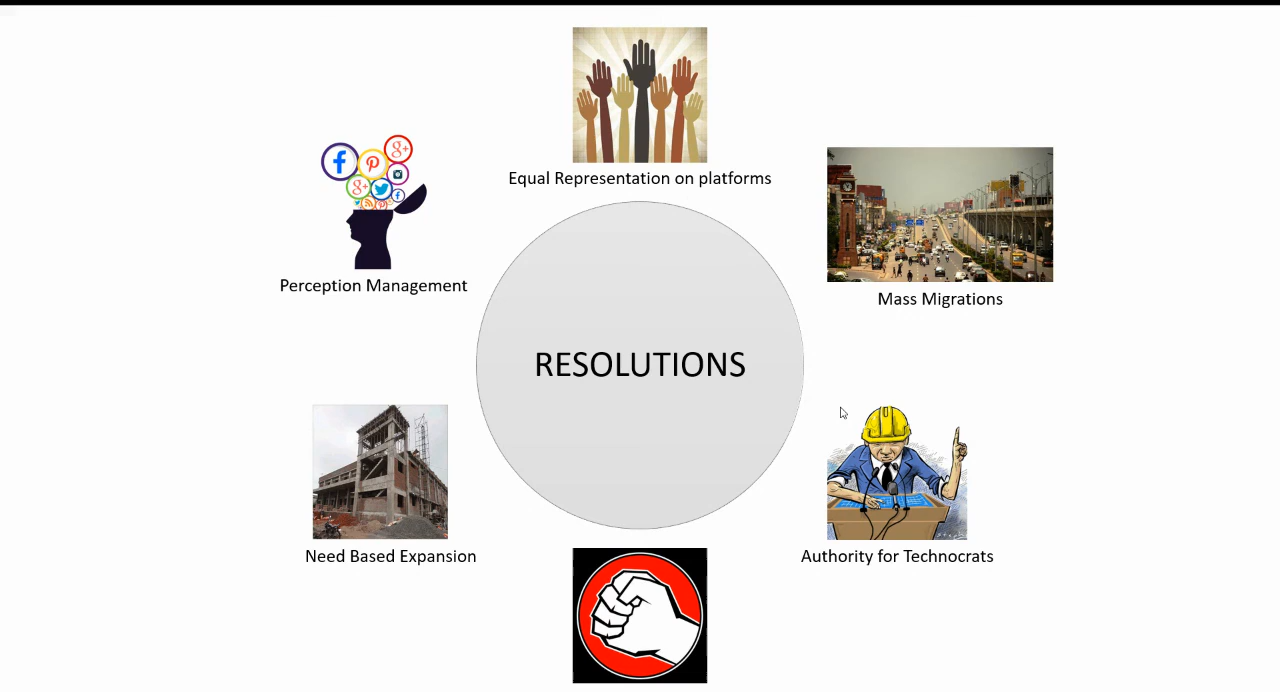 Equal Representation on platforms
Perception Management
Mass Migrations
RESOLUTIONS
Need Based Expansion
Authority for Technocrats